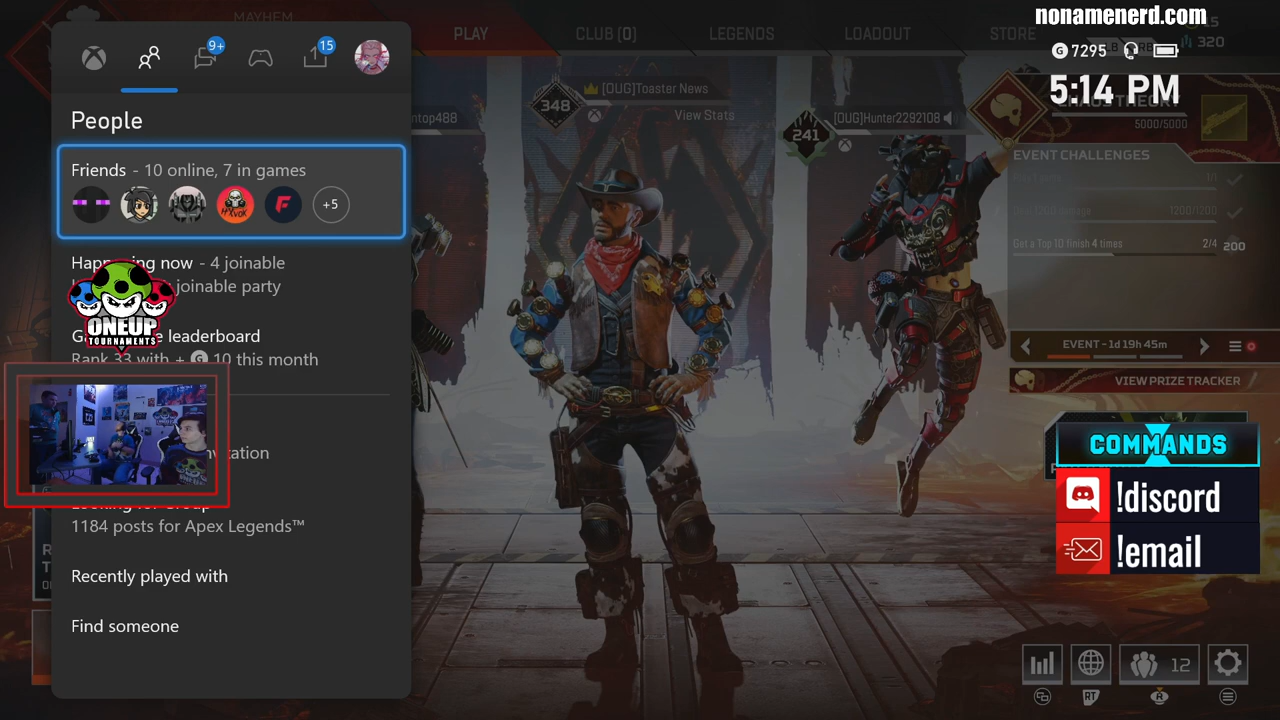 nonamenerd.com
MAYHEM
PLAY
CLUB (0)
LEGENDS
LOADOUT
STORE
320
9+
15
G 7295
5:14 PM
People
Friends - 10 online, 7 in games
+5
now - 4 joinable
joinable party
leaderboard
Rank 33 with + G 10 this month
ONEUP
TOURNAMENTS
1184 posts for Apex Legends™
Recently played with
Find someone
ntop488
348
[OUG]Toaster News
View Stats
241
[OUG]Hunter2292108
5000/5000
EVENT CHALLENGES
1/1
1200/1200
Get a Top 10 finish 4 times
2/4
200
EVENT - 1d 19h 45m
VIEW PRIZE TRACKER
COMMANDS
!discord
!email
12
RT
R